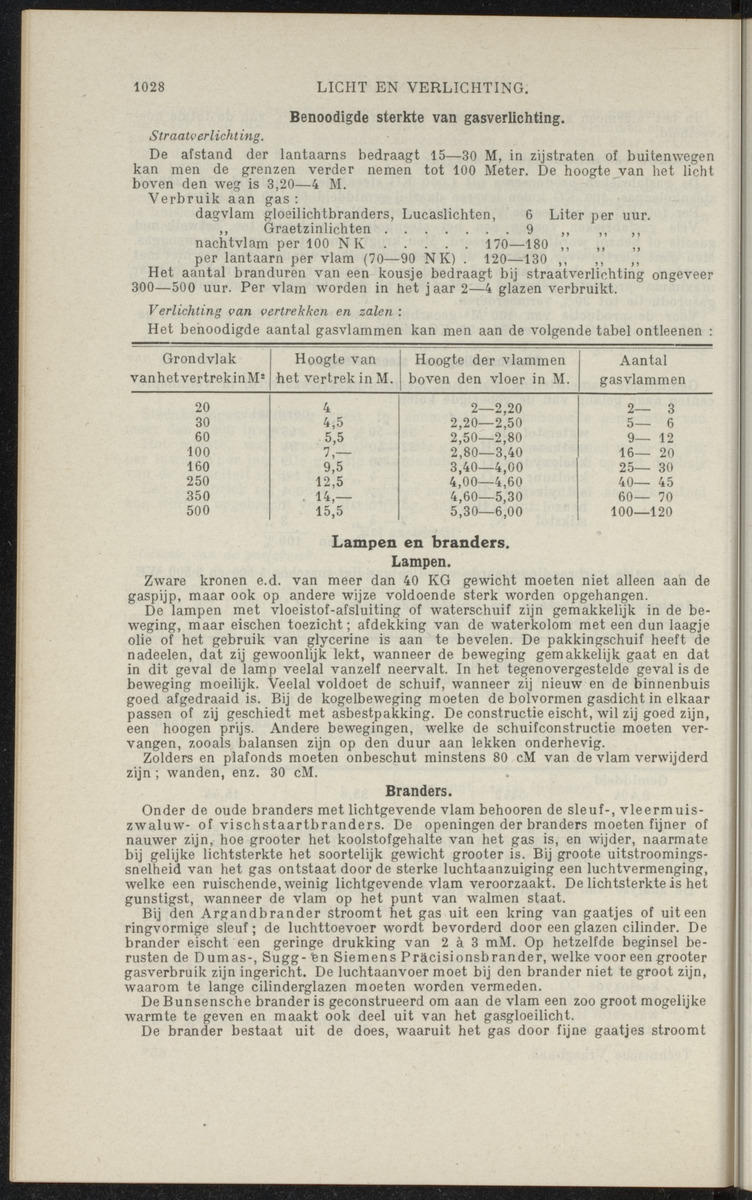 1028 LICHT EN VERLICHTING.
Benoodigde sterkte van gasverlichting.
Straatverlichting.
De afstand der lantaarns bedraagt 15—30 M, in zijstraten of buitenwegen
kan men de grenzen verder nemen tot 100 Meter. De hoogte van het licht
boven den weg is 3,20—4 M.
Verbruik aan gas :
dagvlam gloeilichtbranders, Lucaslichten, 6 Liter per uur.
„ Graetzinlichten . . . . . . . 9 „ „ „
nachtvlam per 100 NK . . . . . 170—180 „ „ „
per lantaarn per vlam (70—90 NK) . 120—130 „ „ „
Het aantal branduren van een kousje bedraagt bij straatverlichting ongeveer
300—500 uur. Per vlam worden in het jaar 2—4 glazen verbruikt.
Verlichting van vertrekken en zalen :
Het benoodigde aantal gasvlammen kan men aan de volgende tabel ontleenen :
Grondvlak Hoogte van Hoogte der vlammen Aantal
van het vertrek in M² het vertrek in M. boven den vloer in M. gasvlammen
20 4 2—2,20 2— 3
30 4,5 2,20—2,50 5— 6
60 5,5 2,50—2,80 9— 12
100 7,— 2,80—3,40 16— 20
160 9,5 3,40—4,00 25— 30
250 12,5 4,00—4,60 40— 45
350 14,— 4,60—5,30 60— 70
500 15,5 5,30—6,00 100—120
Lampen en branders.
Lampen.
Zware kronen e.d. van meer dan 40 KG gewicht moeten niet alleen aan de
gaspijp, maar ook op andere wijze voldoende sterk worden opgehangen.
De lampen met vloeistof-afsluiting of waterschuif zijn gemakkelijk in de be-
weging, maar eischen toezicht ; afdekking van de waterkolom met een dun laagje
olie of het gebruik van glycerine is aan te bevelen. De pakkingschuif heeft de
nadeelen, dat zij gewoonlijk lekt, wanneer de beweging gemakkelijk gaat en dat
in dit geval de lamp veelal vanzelf neervalt. In het tegenovergestelde geval is de
beweging moeilijk. Veelal voldoet de schuif, wanneer zij nieuw en de binnenbuis
goed afgedraaid is. Bij de kogelbeweging moeten de bolvormen gasdicht in elkaar
passen of zij geschiedt met asbestpakking. De constructie eischt, wil zij goed zijn,
een hoogen prijs. Andere bewegingen, welke de schuifconstructie moeten ver-
vangen, zooals balansen zijn op den duur aan lekken onderhevig.
Zolders en plafonds moeten onbeschut minstens 80 cM van de vlam verwijderd
zijn ; wanden, enz. 30 cM.
Branders.
Onder de oude branders met lichtgevende vlam behooren de sleuf-, vleermuis-
zwaluw- of vischstaartbranders. De openingen der branders moeten fijner of
nauwer zijn, hoe grooter het koolstofgehalte van het gas is, en wijder, naarmate
bij gelijke lichtsterkte het soortelijk gewicht grooter is. Bij groote uitstroomings-
snelheid van het gas ontstaat door de sterke luchtaanzuiging een luchtvermenging,
welke een ruischende, weinig lichtgevende vlam veroorzaakt. De lichtsterkte is het
gunstigst, wanneer de vlam op het punt van walmen staat.
Bij den Argandbrander stroomt het gas uit een kring van gaatjes of uit een
ringvormige sleuf ; de luchttoevoer wordt bevorderd door een glazen cilinder. De
brander eischt een geringe drukking van 2 à 3 mM. Op hetzelfde beginsel be-
rusten de Dumas-, Sugg- en Siemens Präcisionsbrander, welke voor een grooter
gasverbruik zijn ingericht. De luchtaanvoer moet bij den brander niet te groot zijn,
waarom te lange cilinderglazen moeten worden vermeden.
De Bunsensche brander is geconstrueerd om aan de vlam een zoo groot mogelijke
warmte te geven en maakt ook deel uit van het gasgloeilicht.
De brander bestaat uit de does, waaruit het gas door fijne gaatjes stroomt